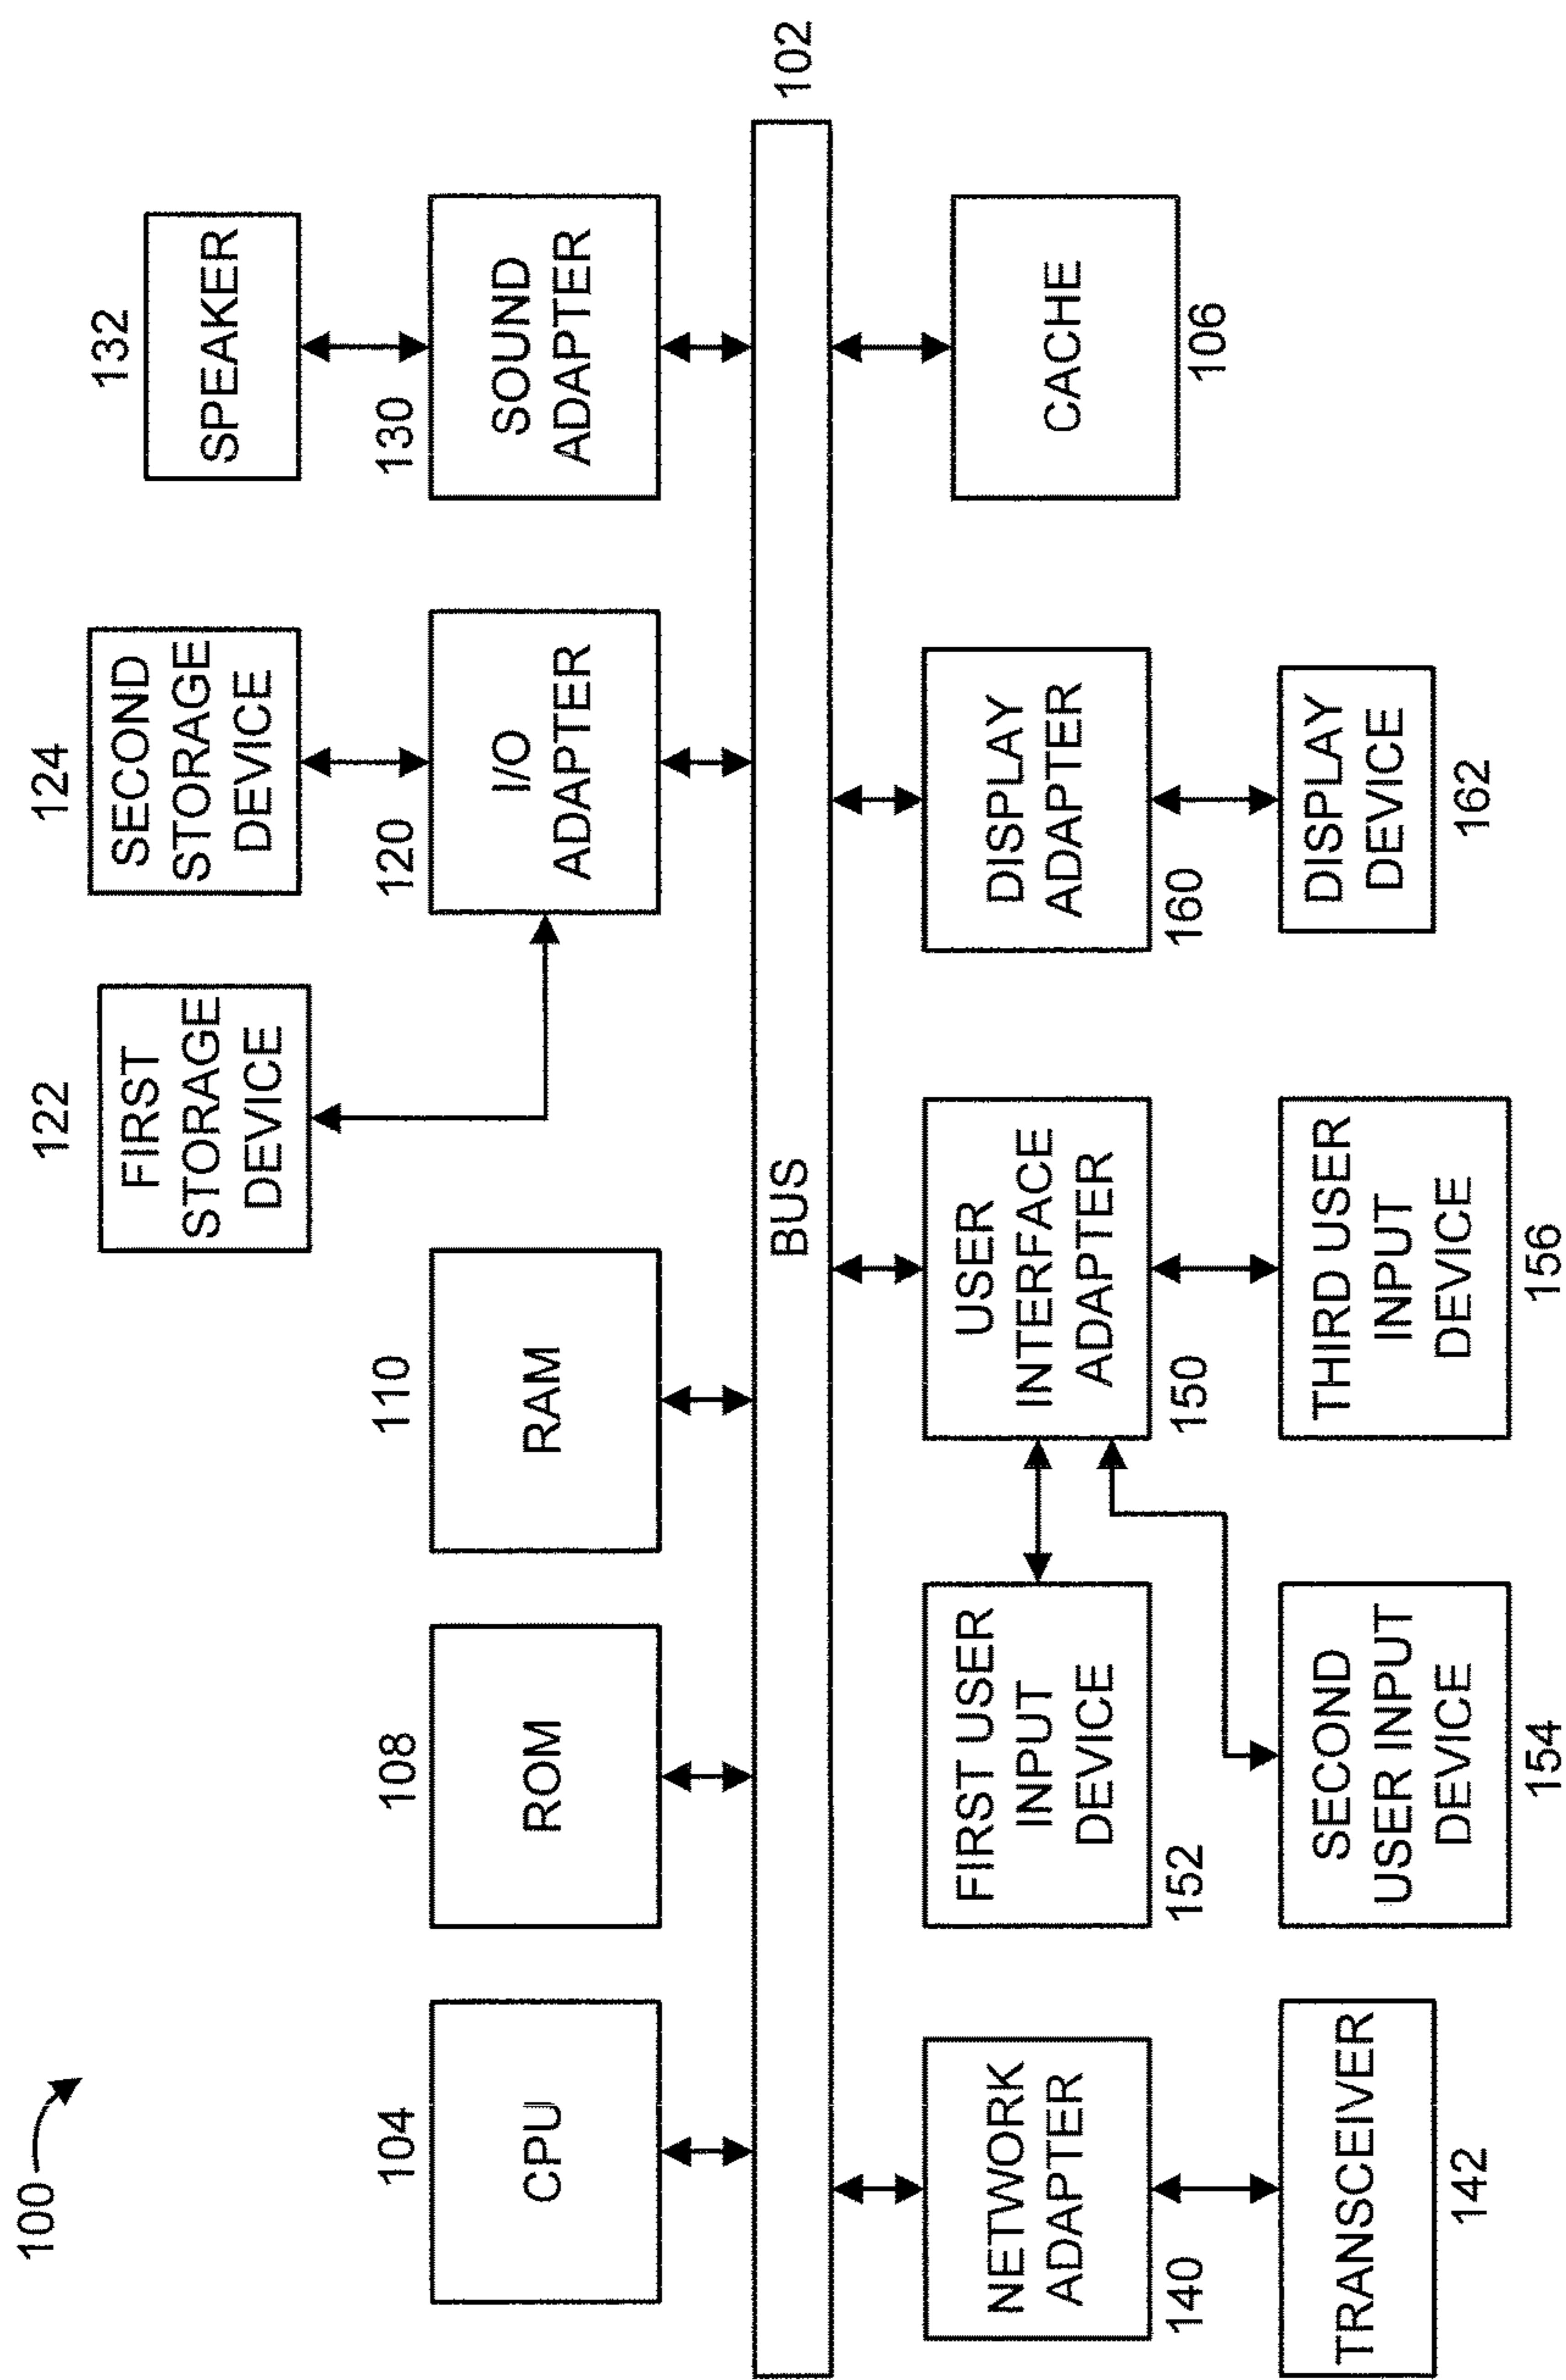 100
122
124
132
FIRST
STORAGE
DEVICE
SECOND
STORAGE
DEVICE
SPEAKER
104
108
110
120
130
CPU
ROM
RAM
I/O
ADAPTER
SOUND
ADAPTER
BUS
102
NETWORK
ADAPTER
FIRST USER
INPUT
DEVICE
USER
INTERFACE
ADAPTER
DISPLAY
ADAPTER
CACHE
140
152
150
160
106
TRANSCEIVER
SECOND
USER INPUT
DEVICE
THIRD USER
INPUT
DEVICE
DISPLAY
DEVICE
142
154
156
162